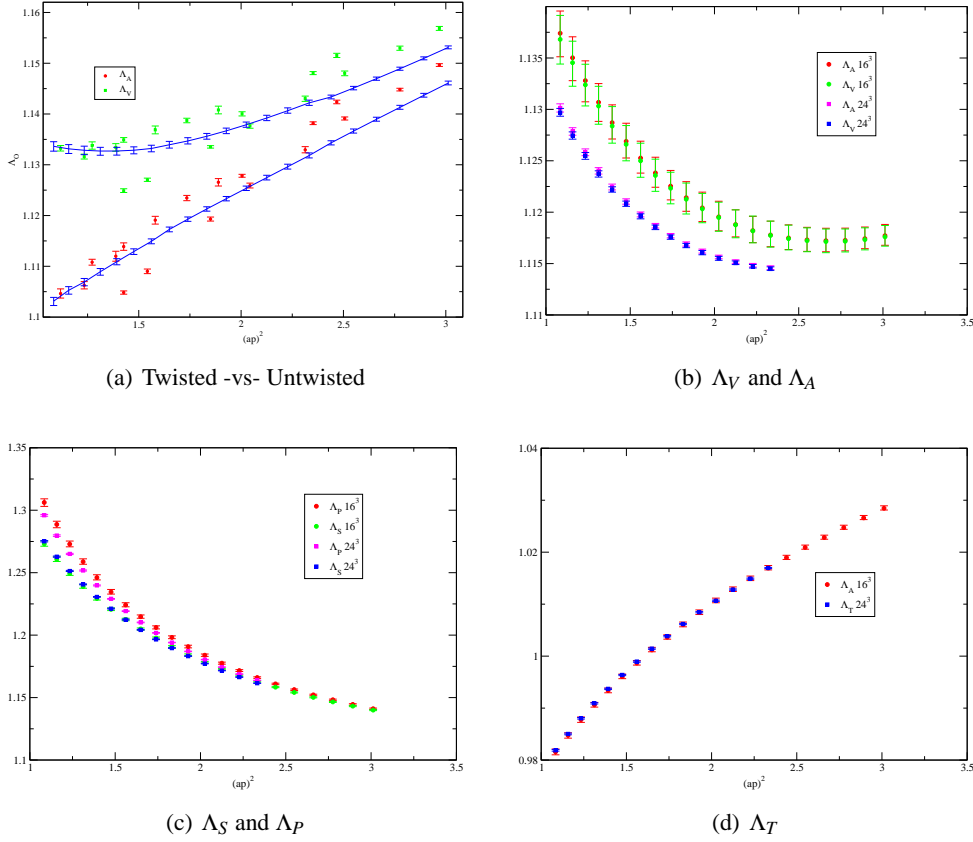 1.16
1.15
1.14
1.13
1.12
1.11
1.1
Λ_O
Λ_A
Λ_V
1.5
2
2.5
3
(ap)^2
(a) Twisted -vs- Untwisted
1.135
1.13
1.125
1.12
1.115
1.11
Λ_A 16^3
Λ_V 16^3
Λ_A 24^3
Λ_V 24^3
1
1.5
2
2.5
3
3.5
(ap)^2
(b) Λ_V and Λ_A
1.35
1.3
1.25
1.2
1.15
1.1
Λ_P 16^3
Λ_S 16^3
Λ_P 24^3
Λ_S 24^3
1
1.5
2
2.5
3
3.5
(ap)^2
(c) Λ_S and Λ_P
1.04
1.02
1
0.98
Λ_A 16^3
Λ_T 24^3
1
1.5
2
2.5
3
3.5
(ap)^2
(d) Λ_T